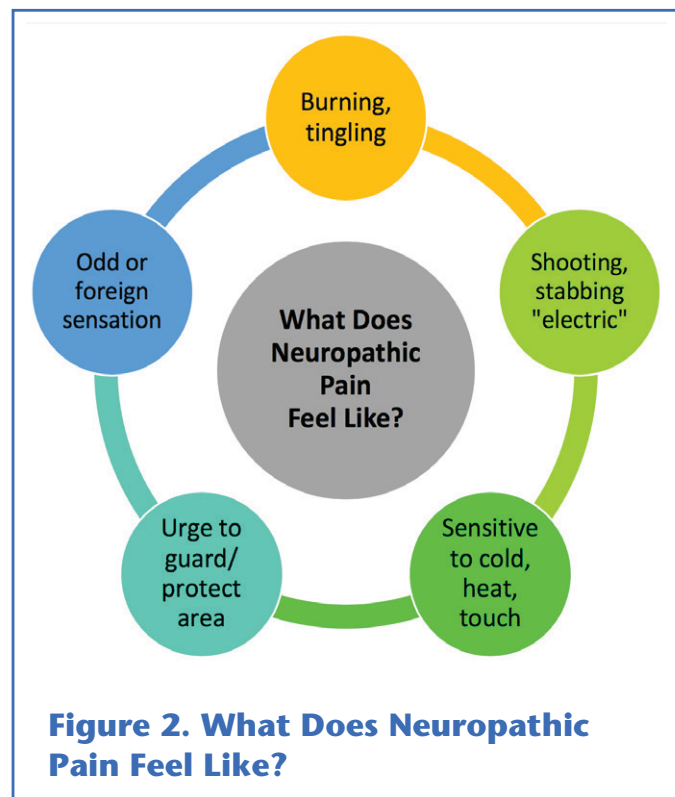 Burning,
tingling
Shooting,
stabbing
"electric"
Sensitive
to cold,
heat,
touch
Urge to
guard/
protect
area
Odd or
foreign
sensation
What Does
Neuropathic
Pain
Feel Like?
Figure 2. What Does Neuropathic
Pain Feel Like?